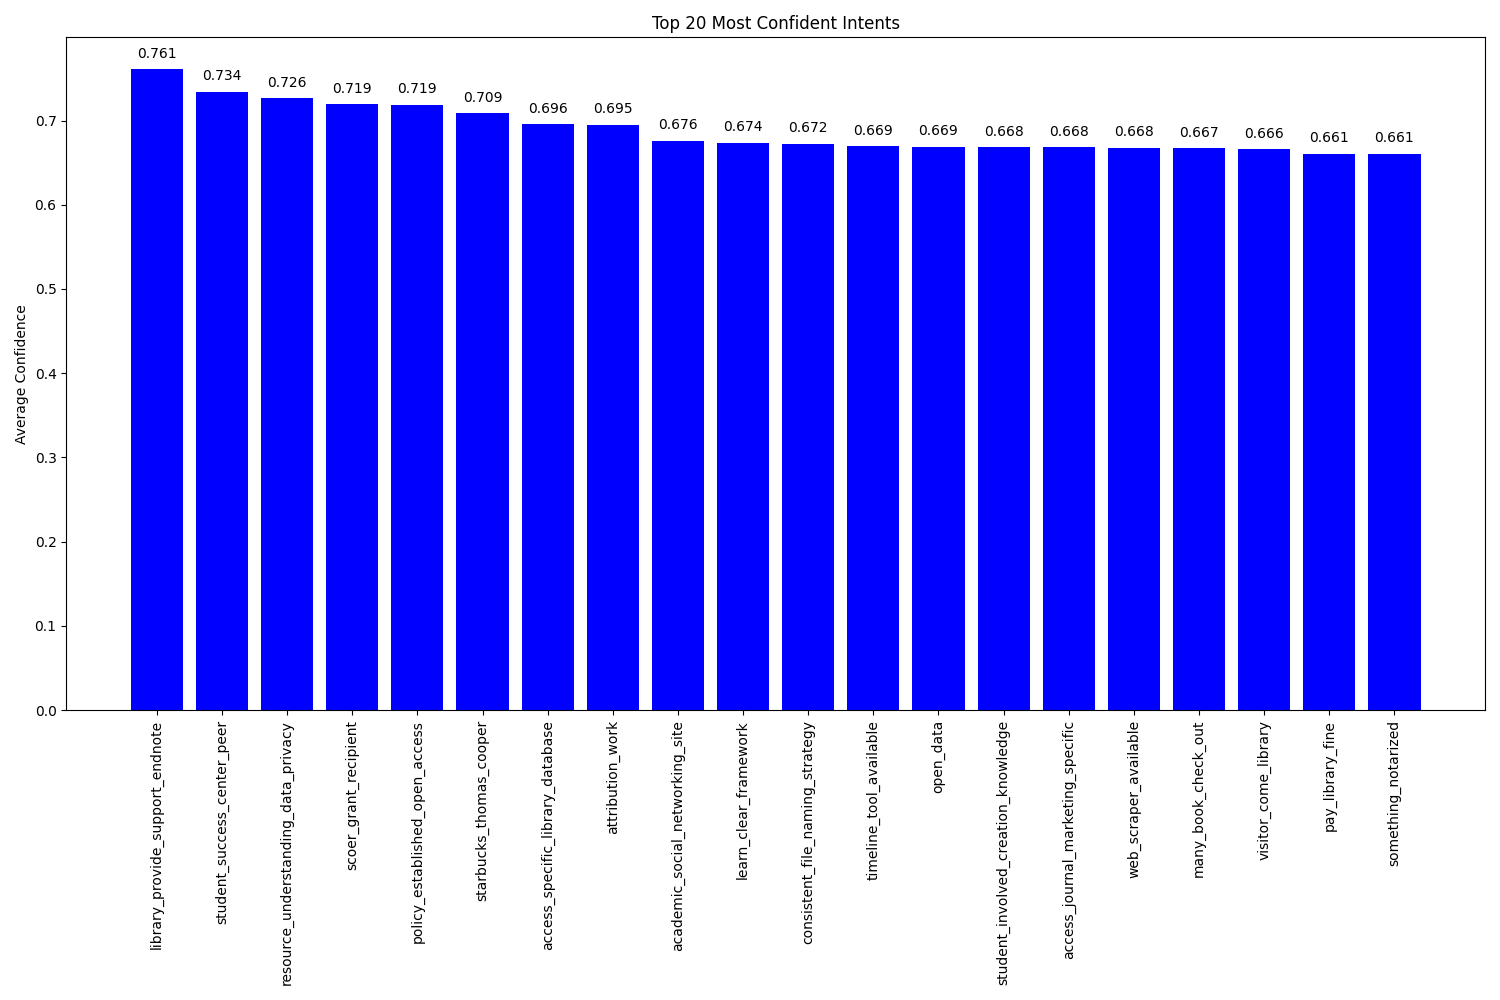 Top 20 Most Confident Intents
Average Confidence
0.7
0.6
0.5
0.4
0.3
0.2
0.1
0.0
0.761
0.734
0.726
0.719
0.719
0.709
0.696
0.695
0.676
0.674
0.672
0.669
0.669
0.668
0.668
0.668
0.667
0.666
0.661
0.661
library_provide_support_endnote
student_success_center_peer
resource_understanding_data_privacy
scoer_grant_recipient
policy_established_open_access
starbucks_thomas_cooper
access_specific_library_database
attribution_work
academic_social_networking_site
learn_clear_framework
consistent_file_naming_strategy
timeline_tool_available
open_data
student_involved_creation_knowledge
access_journal_marketing_specific
web_scraper_available
many_book_check_out
visitor_come_library
pay_library_fine
something_notarized